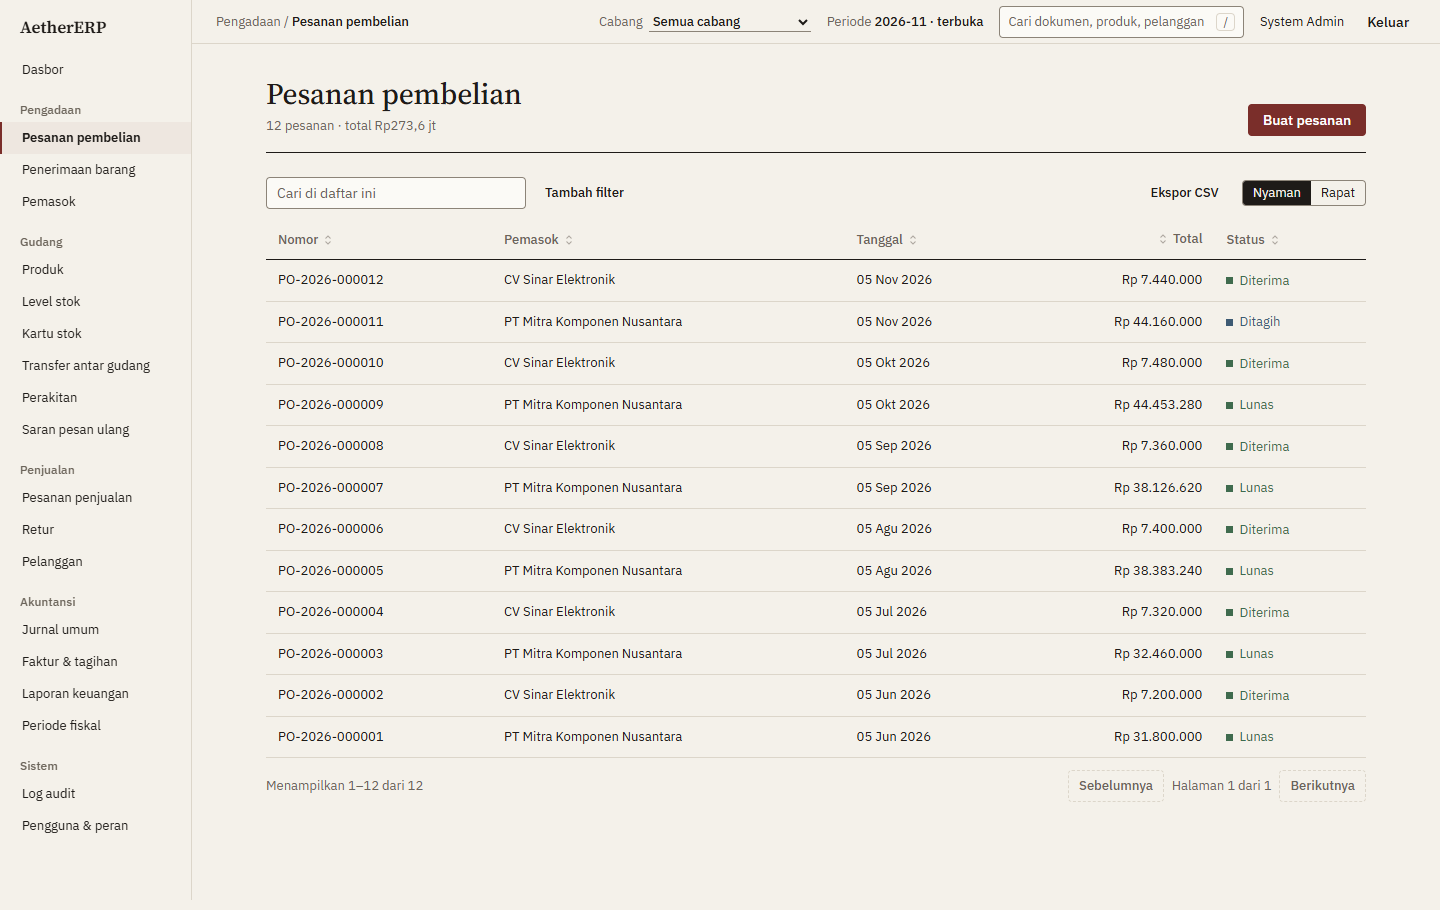 AetherERP
Dasbor
Pengadaan
Pesanan pembelian
Penerimaan barang
Pemasok
Gudang
Produk
Level stok
Kartu stok
Transfer antar gudang
Perakitan
Saran pesan ulang
Penjualan
Pesanan penjualan
Retur
Pelanggan
Akuntansi
Jurnal umum
Faktur & tagihan
Laporan keuangan
Periode fiskal
Sistem
Log audit
Pengguna & peran
Pengadaan / Pesanan pembelian Cabang Semua cabang Periode 2026-11 · terbuka Cari dokumen, produk, pelanggan / System Admin Keluar
Pesanan pembelian
12 pesanan · total Rp273,6 jt
Buat pesanan
Cari di daftar ini Tambah filter Ekspor CSV Nyaman Rapat
Nomor Pemasok Tanggal Total Status
PO-2026-000012 CV Sinar Elektronik 05 Nov 2026 Rp 7.440.000 Diterima
PO-2026-000011 PT Mitra Komponen Nusantara 05 Nov 2026 Rp 44.160.000 Ditagih
PO-2026-000010 CV Sinar Elektronik 05 Okt 2026 Rp 7.480.000 Diterima
PO-2026-000009 PT Mitra Komponen Nusantara 05 Okt 2026 Rp 44.453.280 Lunas
PO-2026-000008 CV Sinar Elektronik 05 Sep 2026 Rp 7.360.000 Diterima
PO-2026-000007 PT Mitra Komponen Nusantara 05 Sep 2026 Rp 38.126.620 Lunas
PO-2026-000006 CV Sinar Elektronik 05 Agu 2026 Rp 7.400.000 Diterima
PO-2026-000005 PT Mitra Komponen Nusantara 05 Agu 2026 Rp 38.383.240 Lunas
PO-2026-000004 CV Sinar Elektronik 05 Jul 2026 Rp 7.320.000 Diterima
PO-2026-000003 PT Mitra Komponen Nusantara 05 Jul 2026 Rp 32.460.000 Lunas
PO-2026-000002 CV Sinar Elektronik 05 Jun 2026 Rp 7.200.000 Diterima
PO-2026-000001 PT Mitra Komponen Nusantara 05 Jun 2026 Rp 31.800.000 Lunas
Menampilkan 1–12 dari 12 Sebelumnya Halaman 1 dari 1 Berikutnya